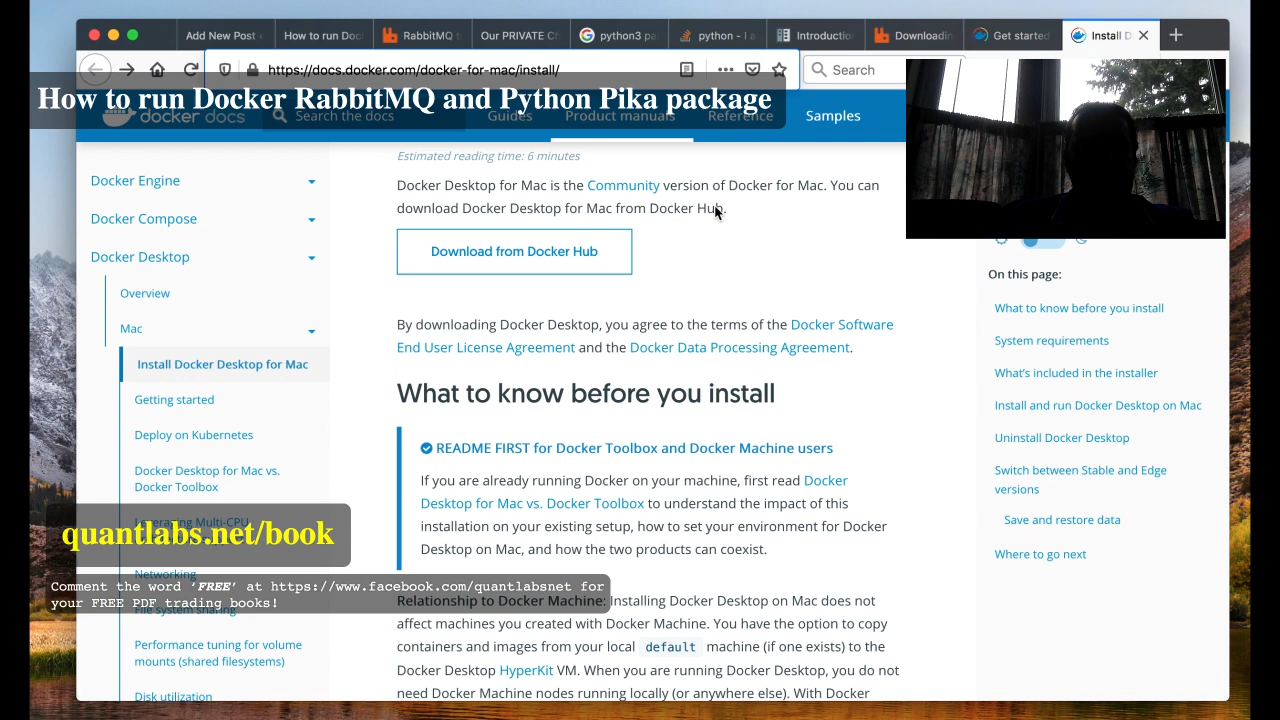 Add New Post
How to run Doc
RabbitMQ t
Our PRIVATE C
python3 pa
python - I a
Introductio
Downloadin
Get started
Install D
https://docs.docker.com/docker-for-mac/install/
Search
How to run Docker RabbitMQ and Python Pika package
docker docs
Search the docs
Guides
Product manuals
Reference
Samples
Docker Engine
Docker Compose
Docker Desktop
Overview
Mac
Install Docker Desktop for Mac
Getting started
Deploy on Kubernetes
Docker Desktop for Mac vs.
Docker Toolbox
Leveraging Multi-CPU
quantlabs.net/book
Networking
Comment the word ‘FREE’ at https://www.facebook.com/quantlabsnet for
your FREE PDF trading books!
File system sharing
Performance tuning for volume
mounts (shared filesystems)
Disk utilization
Estimated reading time: 6 minutes
Docker Desktop for Mac is the Community version of Docker for Mac. You can
download Docker Desktop for Mac from Docker Hub.
Download from Docker Hub
By downloading Docker Desktop, you agree to the terms of the Docker Software
End User License Agreement and the Docker Data Processing Agreement.
What to know before you install
README FIRST for Docker Toolbox and Docker Machine users
If you are already running Docker on your machine, first read Docker
Desktop for Mac vs. Docker Toolbox to understand the impact of this
installation on your existing setup, how to set your environment for Docker
Desktop on Mac, and how the two products can coexist.
Relationship to Docker Machine: Installing Docker Desktop on Mac does not
affect machines you created with Docker Machine. You have the option to copy
containers and images from your local default machine (if one exists) to the
Docker Desktop HyperKit VM. When you are running Docker Desktop, you do not
need Docker Machine nodes running locally (or anywhere else). With Docker
On this page:
What to know before you install
System requirements
What’s included in the installer
Install and run Docker Desktop on Mac
Uninstall Docker Desktop
Switch between Stable and Edge
versions
Save and restore data
Where to go next